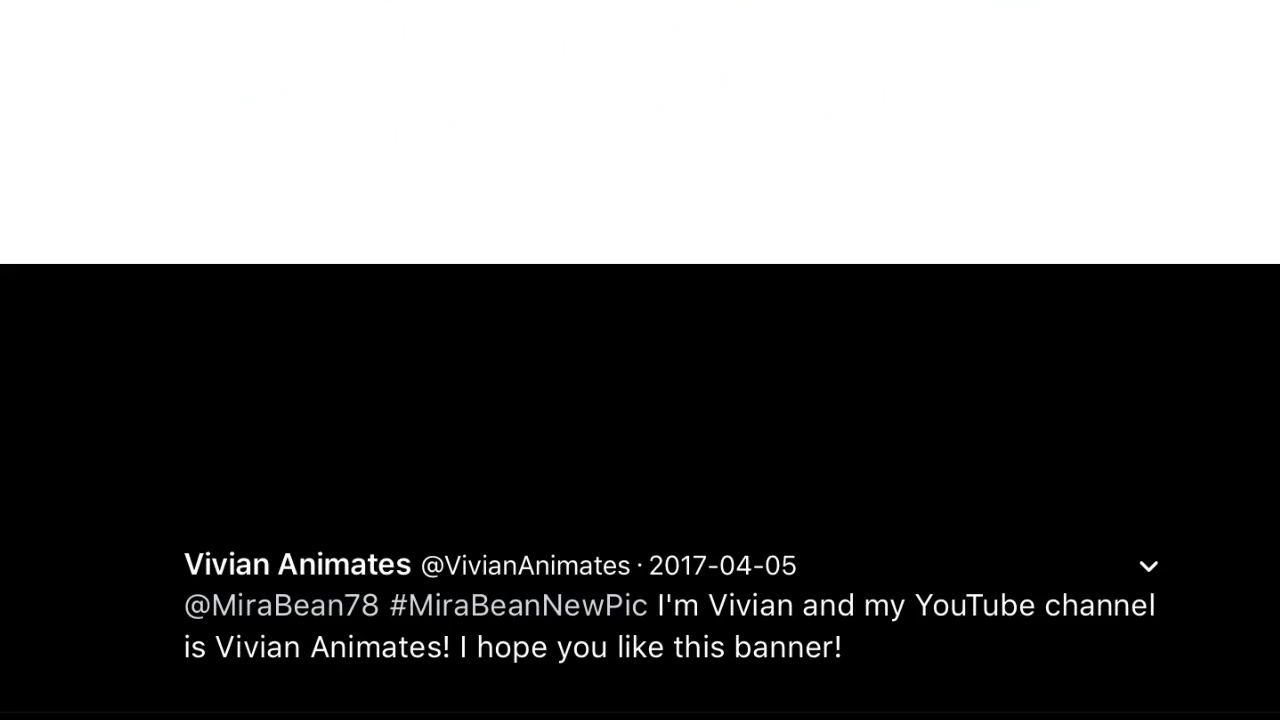 Vivian Animates @VivianAnimates · 2017-04-05
@MiraBean78 #MiraBeanNewPic I'm Vivian and my YouTube channel
is Vivian Animates! I hope you like this banner!